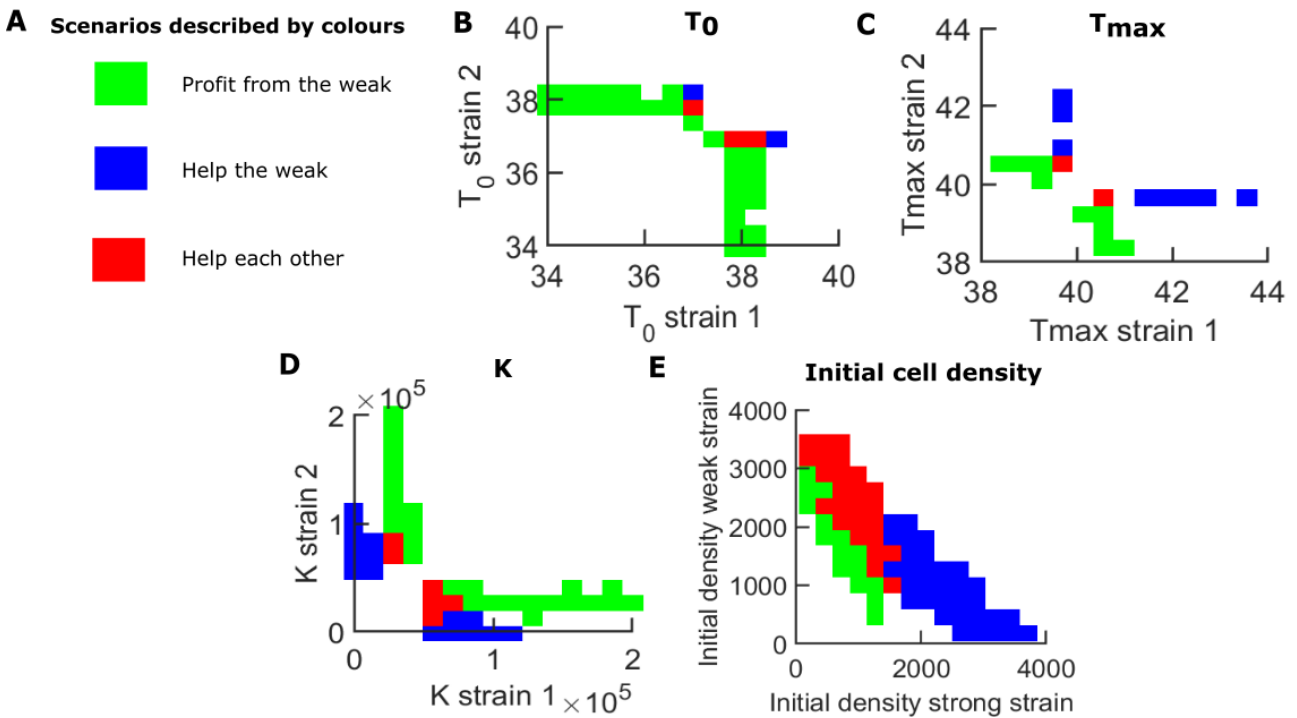 A Scenarios described by colours
Profit from the weak
Help the weak
Help each other
B T0
40
38
36
34
34 36 38 40
T0 strain 2
T0 strain 1
C Tmax
44
42
40
38
38 40 42 44
Tmax strain 2
Tmax strain 1
D K
×10^5
2
1
0
0 1 2
K strain 2
K strain 1 ×10^5
E Initial cell density
4000
3000
2000
1000
0
0 2000 4000
Initial density weak strain
Initial density strong strain